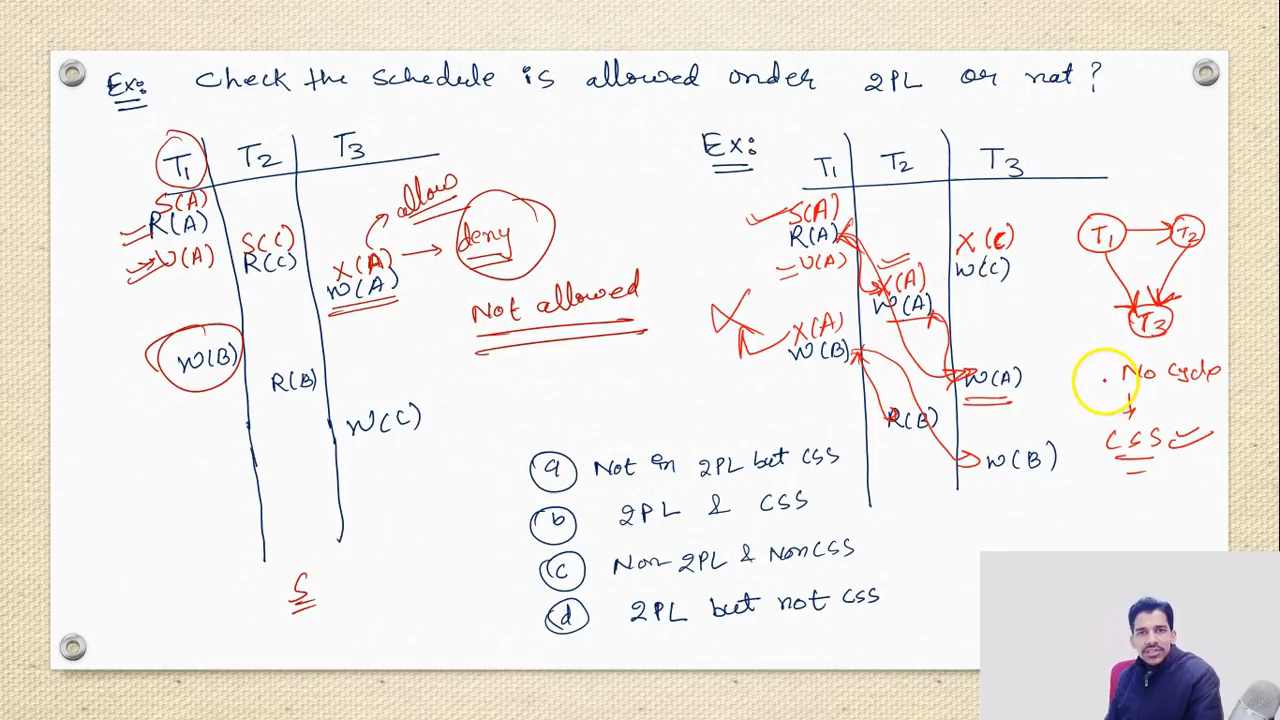 Ex: Check the schedule is allowed under 2PL or nat?
T1 T2 T3
S(A)
R(A)
U(A)
S(C)
R(C)
X(A)
W(A)
allow
deny
Not allowed
W(B)
R(B)
W(C)
S
Ex:
T1 T2 T3
S(A)
R(A)
U(A)
X(C)
W(C)
X(A)
W(A)
X(A)
W(B)
W(A)
R(B)
W(B)
T1 T2
T3
No cycle
CSS
a Not in 2PL but CSS
b 2PL & CSS
c Non 2PL & Non CSS
d 2PL but not CSS